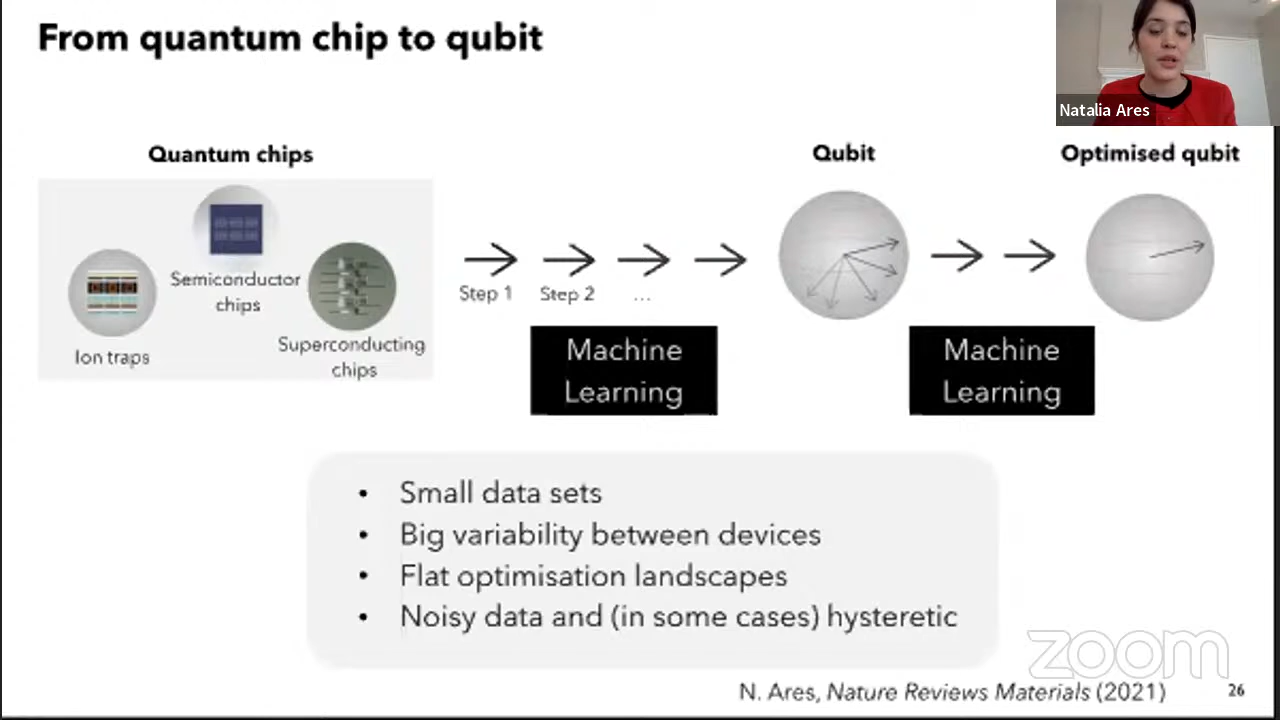 From quantum chip to qubit
Natalia Ares
Quantum chips
Qubit
Optimised qubit
Semiconductor
chips
Ion traps
Superconducting
chips
Step 1
Step 2
...
Machine
Learning
Machine
Learning
• Small data sets
• Big variability between devices
• Flat optimisation landscapes
• Noisy data and (in some cases) hysteretic
zoom
N. Ares, Nature Reviews Materials (2021)
26